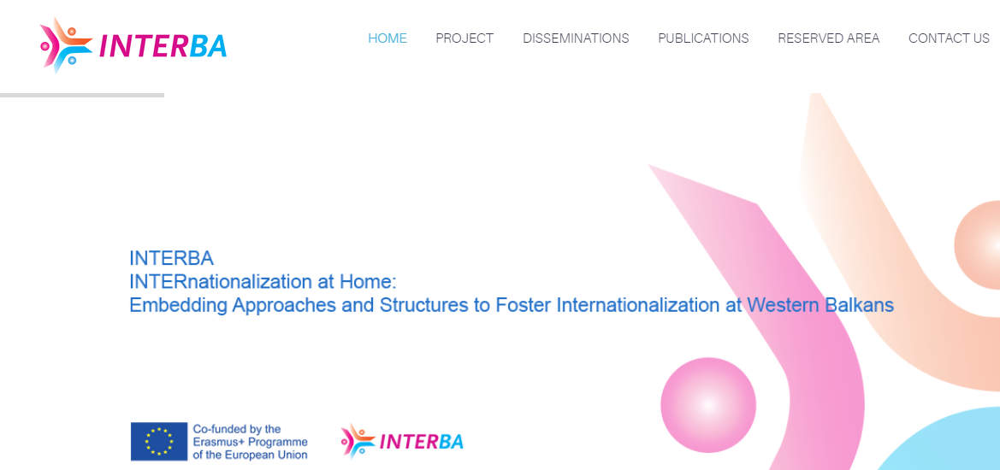 INTERBA
HOME PROJECT DISSEMINATIONS PUBLICATIONS RESERVED AREA CONTACT US
INTERBA
INTERnationalization at Home:
Embedding Approaches and Structures to Foster Internationalization at Western Balkans
Co-funded by the
Erasmus+ Programme
of the European Union
INTERBA